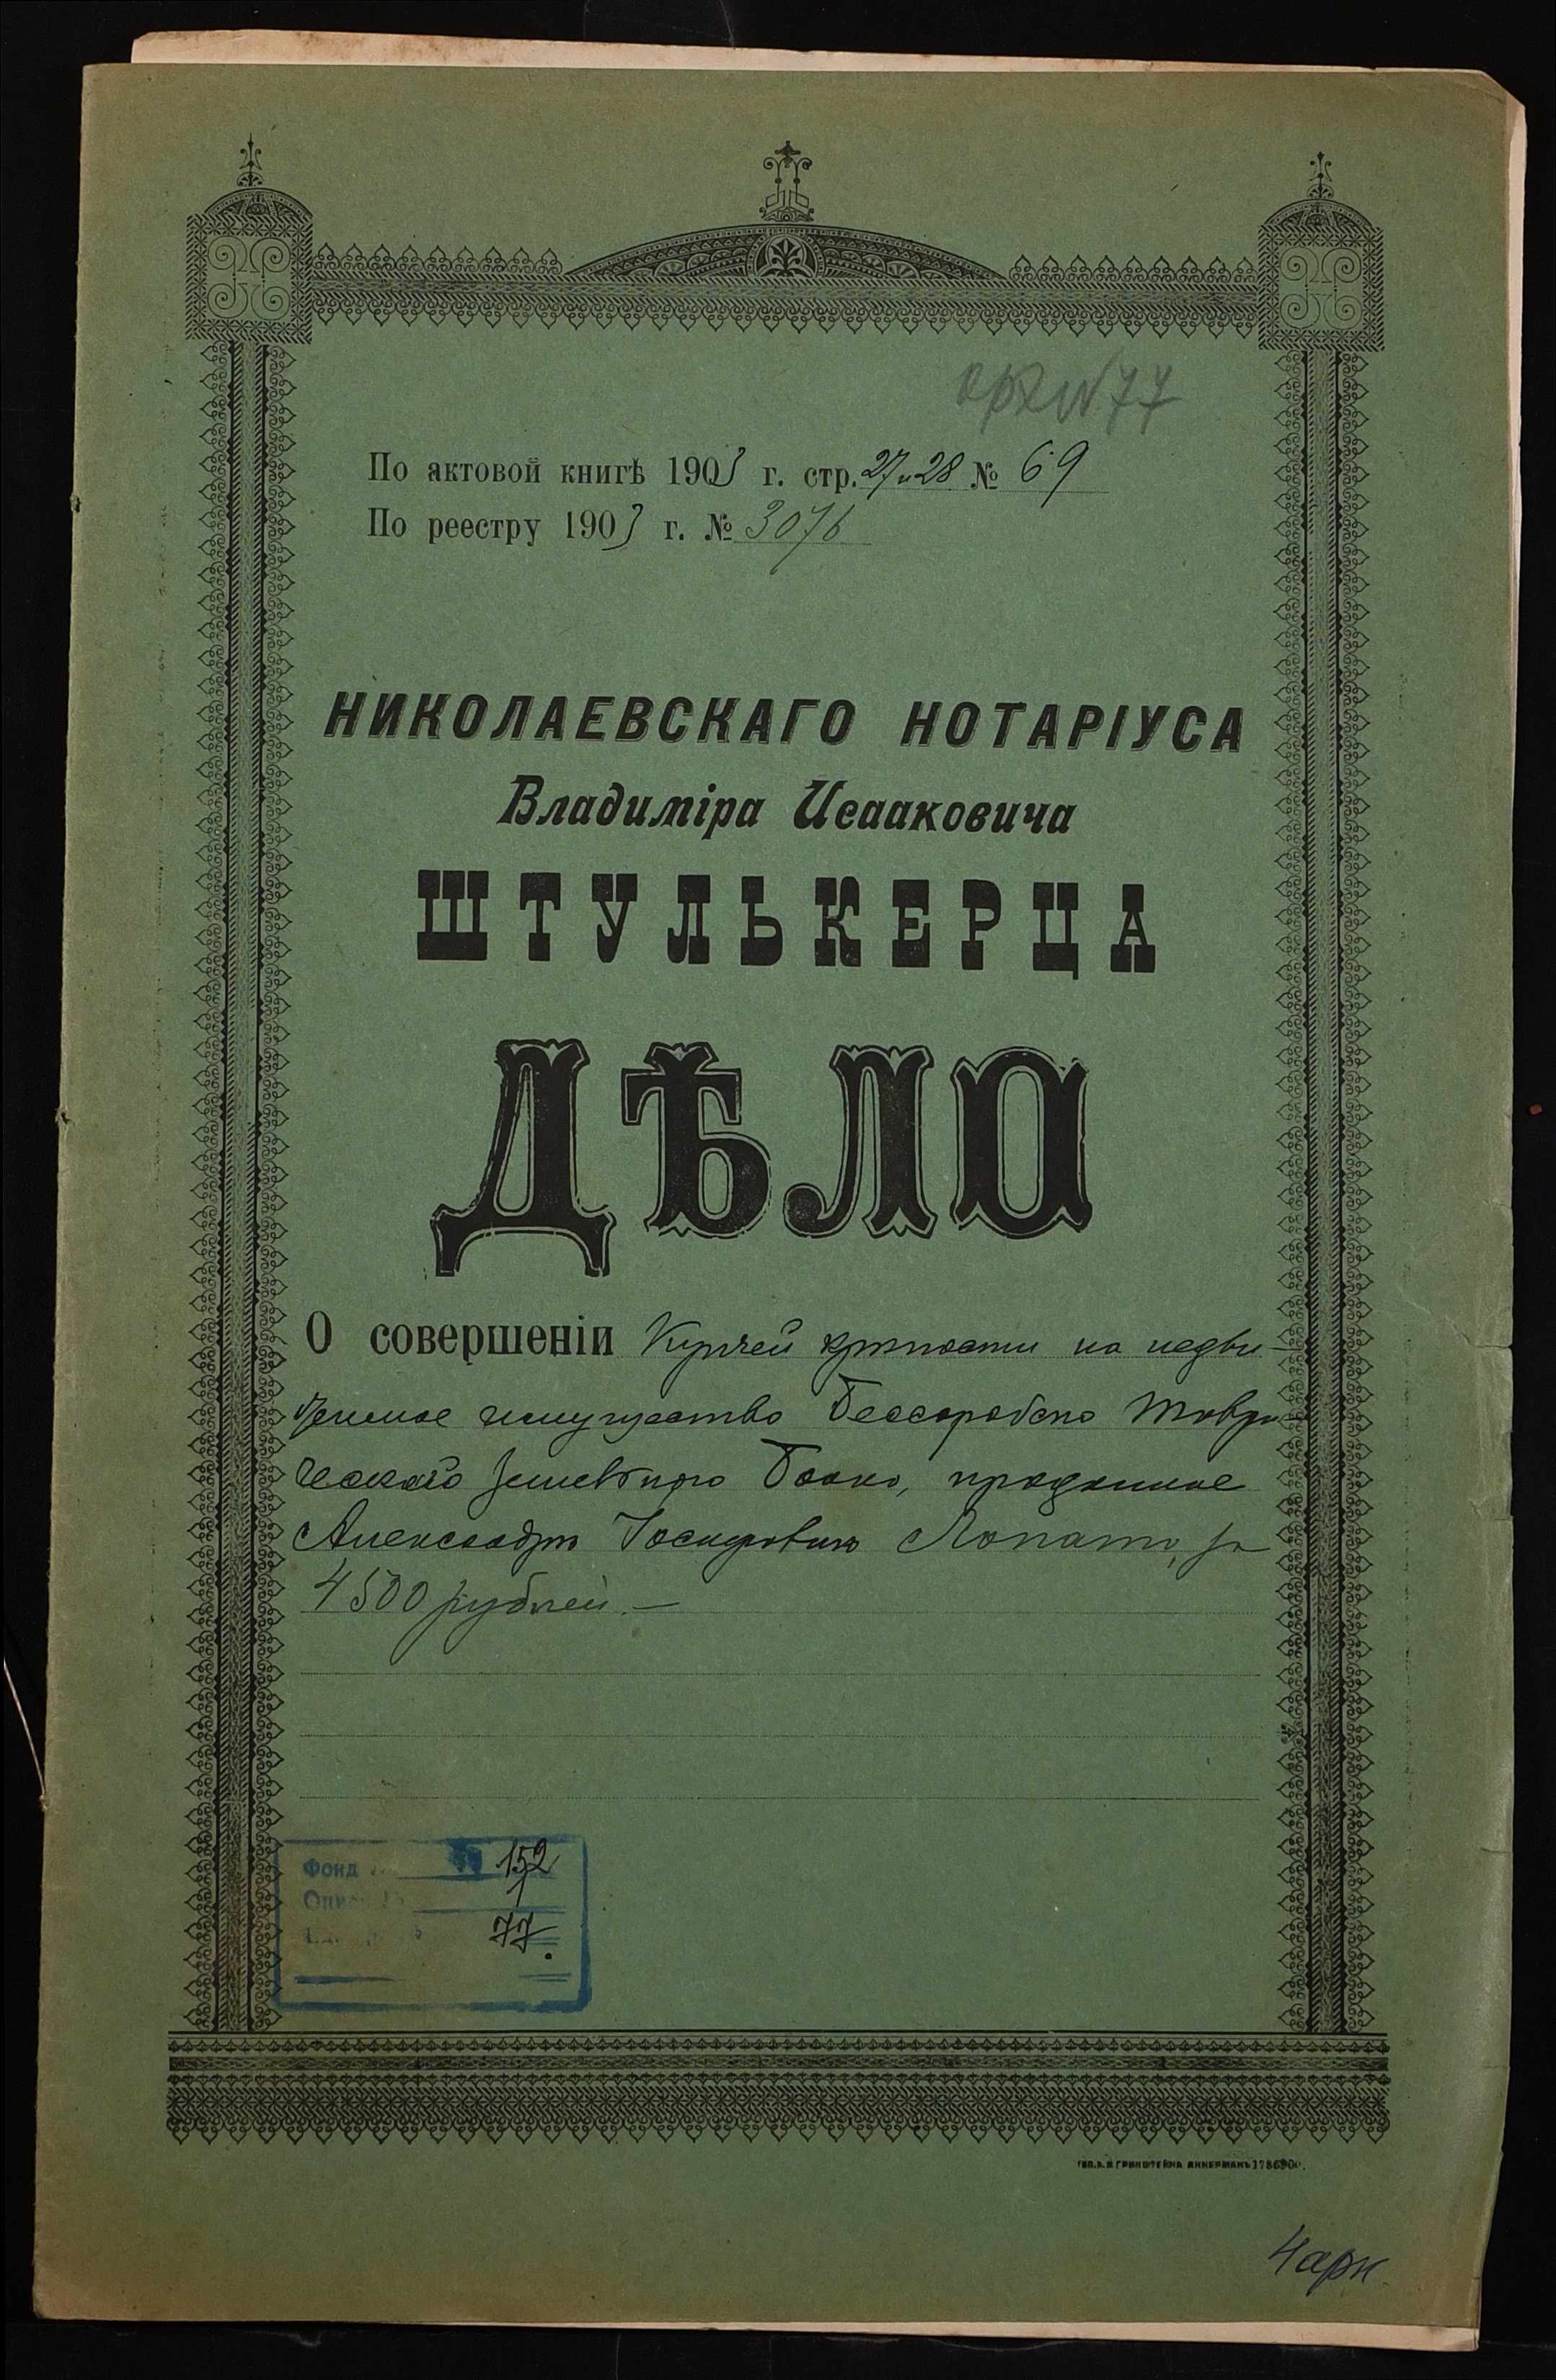 арх №77
По актовой книгѣ 1903 г. стр. 27 и 28 № 69
По реестру 1903 г. № 3076
НИКОЛАЕВСКАГО НОТАРІУСА
Владиміра Исааковича
ШТУЛЬКЕРЦА
ДѢЛО
О совершеніи Купчей крѣпости на недви-
жимое имущество Бессарабско Таври-
ческаго Земельнаго Банка, проданное
Александру Іосифовичу Лопато, за
4500 рублей. —
Фонд 152
Опись 1
77.
4 арк.